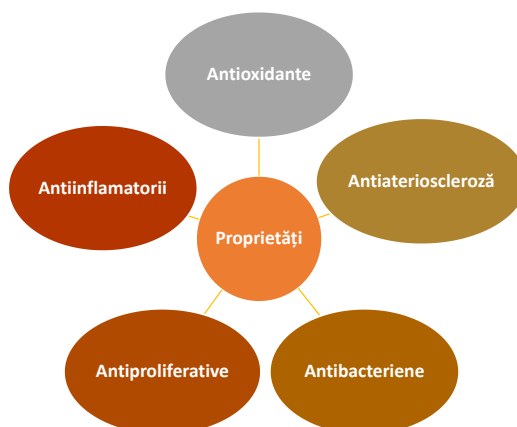 Antioxidante
Antiaterioscleroză
Antiinflamatorii
Proprietăți
Antiproliferative
Antibacteriene